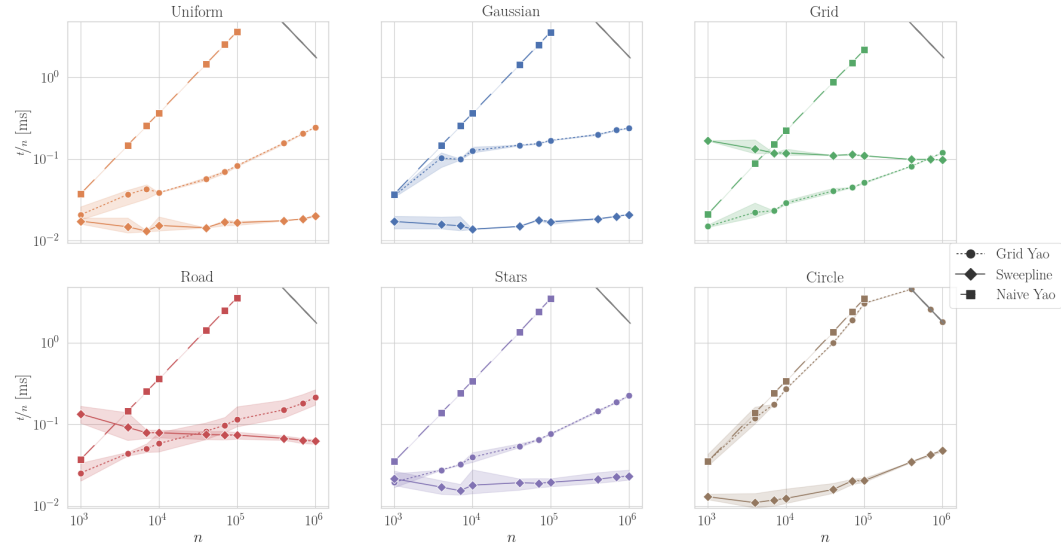 Uniform
Gaussian
Grid
t/n [ms]
10^0
10^-1
10^-2
Grid Yao
Sweepline
Naive Yao
Road
Stars
Circle
t/n [ms]
10^0
10^-1
10^-2
10^3 10^4 10^5 10^6
10^3 10^4 10^5 10^6
10^3 10^4 10^5 10^6
n
n
n